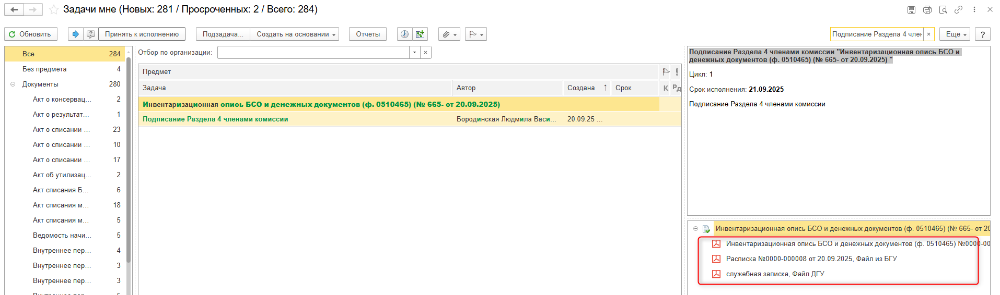 Задачи мне (Новых: 281 / Просроченных: 2 / Всего: 284)
Обновить
Принять к исполнению
Подзадача...
Создать на основании
Отчеты
Подписание Раздела 4 член
×
Еще
?
Все 284
Без предмета 4
Документы 280
Акт о консервац... 2
Акт о результат... 1
Акт о списании ... 23
Акт о списании ... 10
Акт о списании ... 17
Акт об утилизац... 2
Акт списания Б... 6
Акт списания м... 18
Акт списания м... 5
Ведомость начи... 5
Внутреннее пер... 4
Внутреннее пер... 3
Внутреннее пер... 3
Отбор по организации:
Предмет
Задача Автор Создана ↑ Срок К Рд
Инвентаризационная опись БСО и денежных документов (ф. 0510465) (№ 665- от 20.09.2025)
Подписание Раздела 4 членами комиссии Бородинская Людмила Васи... 20.09.25 ...
Подписание Раздела 4 членами комиссии "Инвентаризационная опись БСО и
денежных документов (ф. 0510465) (№ 665- от 20.09.2025) "
Цикл: 1
Срок исполнения: 21.09.2025
Подписание Раздела 4 членами комиссии
Инвентаризационная опись БСО и денежных документов (ф. 0510465) (№ 665- от 20
Инвентаризационная опись БСО и денежных документов (ф. 0510465) №0000-00
Расписка №0000-000008 от 20.09.2025, Файл из БГУ
служебная записка, Файл ДГУ